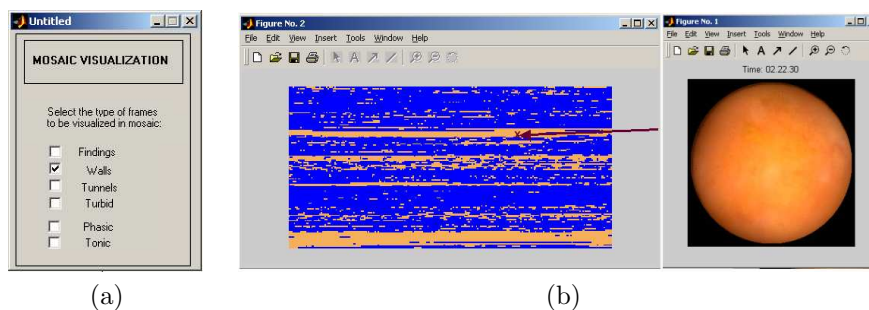 Untitled
MOSAIC VISUALIZATION
Select the type of frames
to be visualized in mosaic:
Findings
Walls
Tunnels
Turbid
Phasic
Tonic
(a)
Figure No. 2
File Edit View Insert Tools Window Help
A
x
Figure No. 1
File Edit View Insert Tools Window Help
A
Time: 02.22.30
(b)